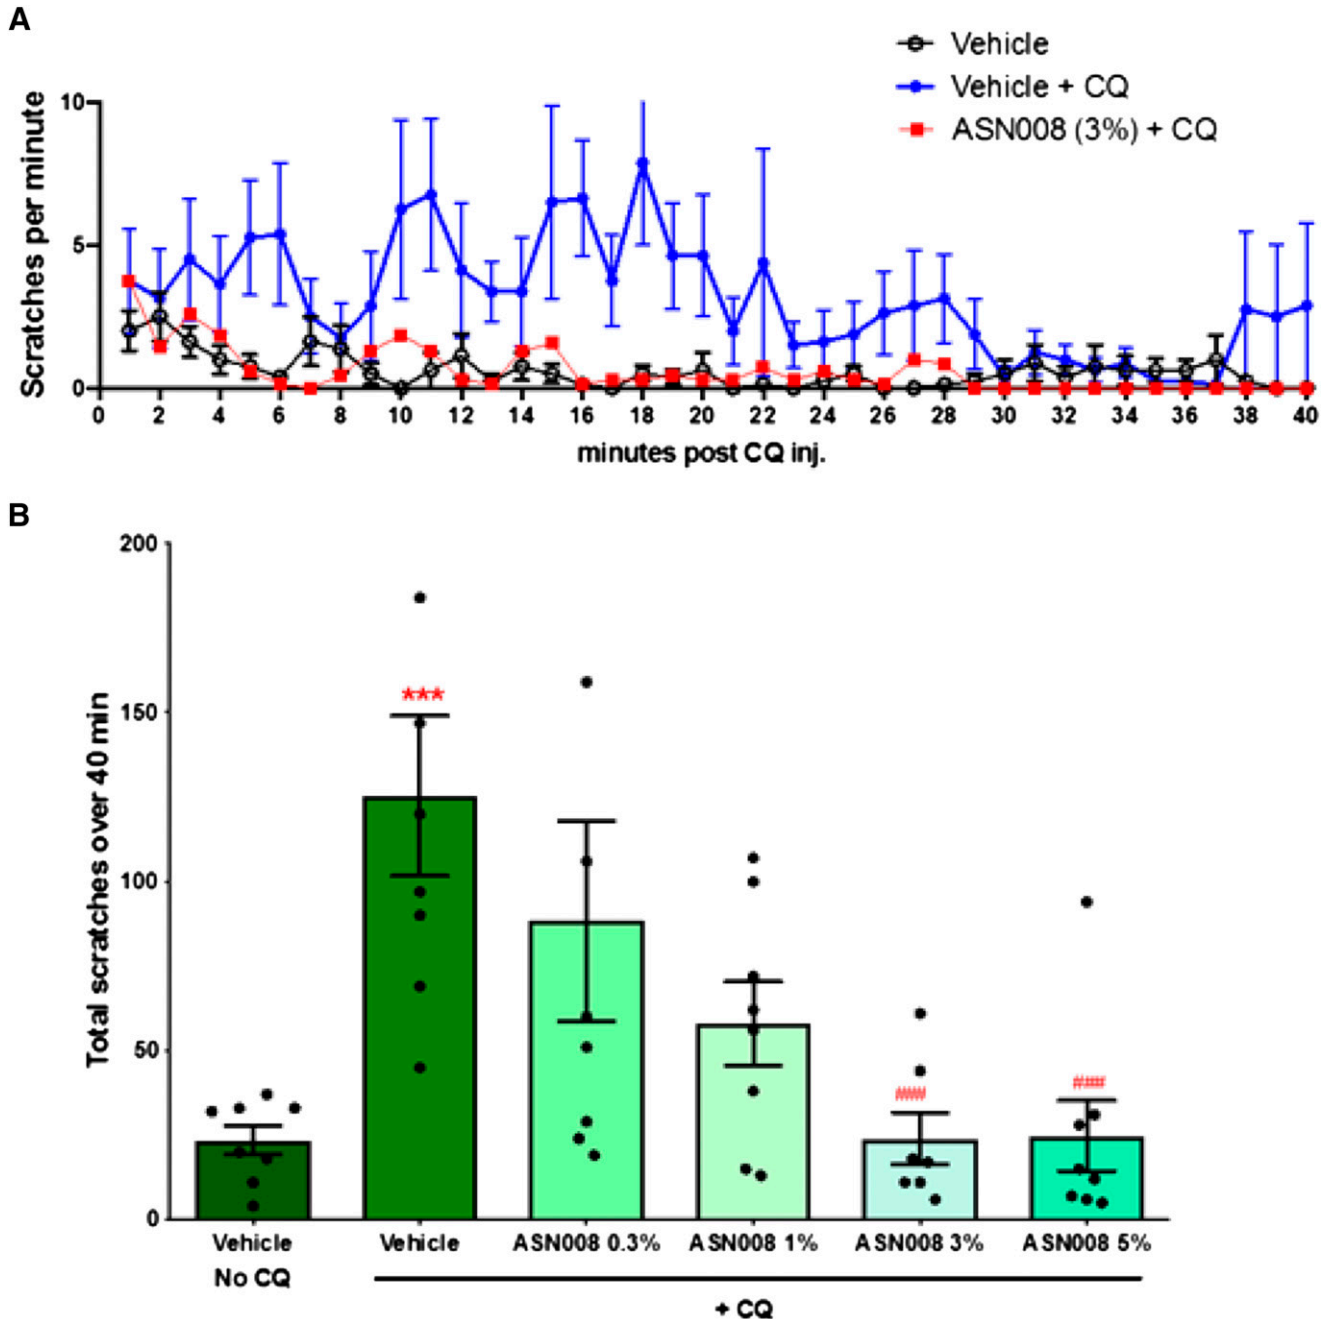 A
Vehicle
Vehicle + CQ
ASN008 (3%) + CQ
Scratches per minute
10
5
0
0 2 4 6 8 10 12 14 16 18 20 22 24 26 28 30 32 34 36 38 40
minutes post CQ inj.
B
Total scratches over 40 min
200
150
100
50
0
***
Vehicle Vehicle ASN008 0.3% ASN008 1% ASN008 3% ASN008 5%
No CQ
+ CQ